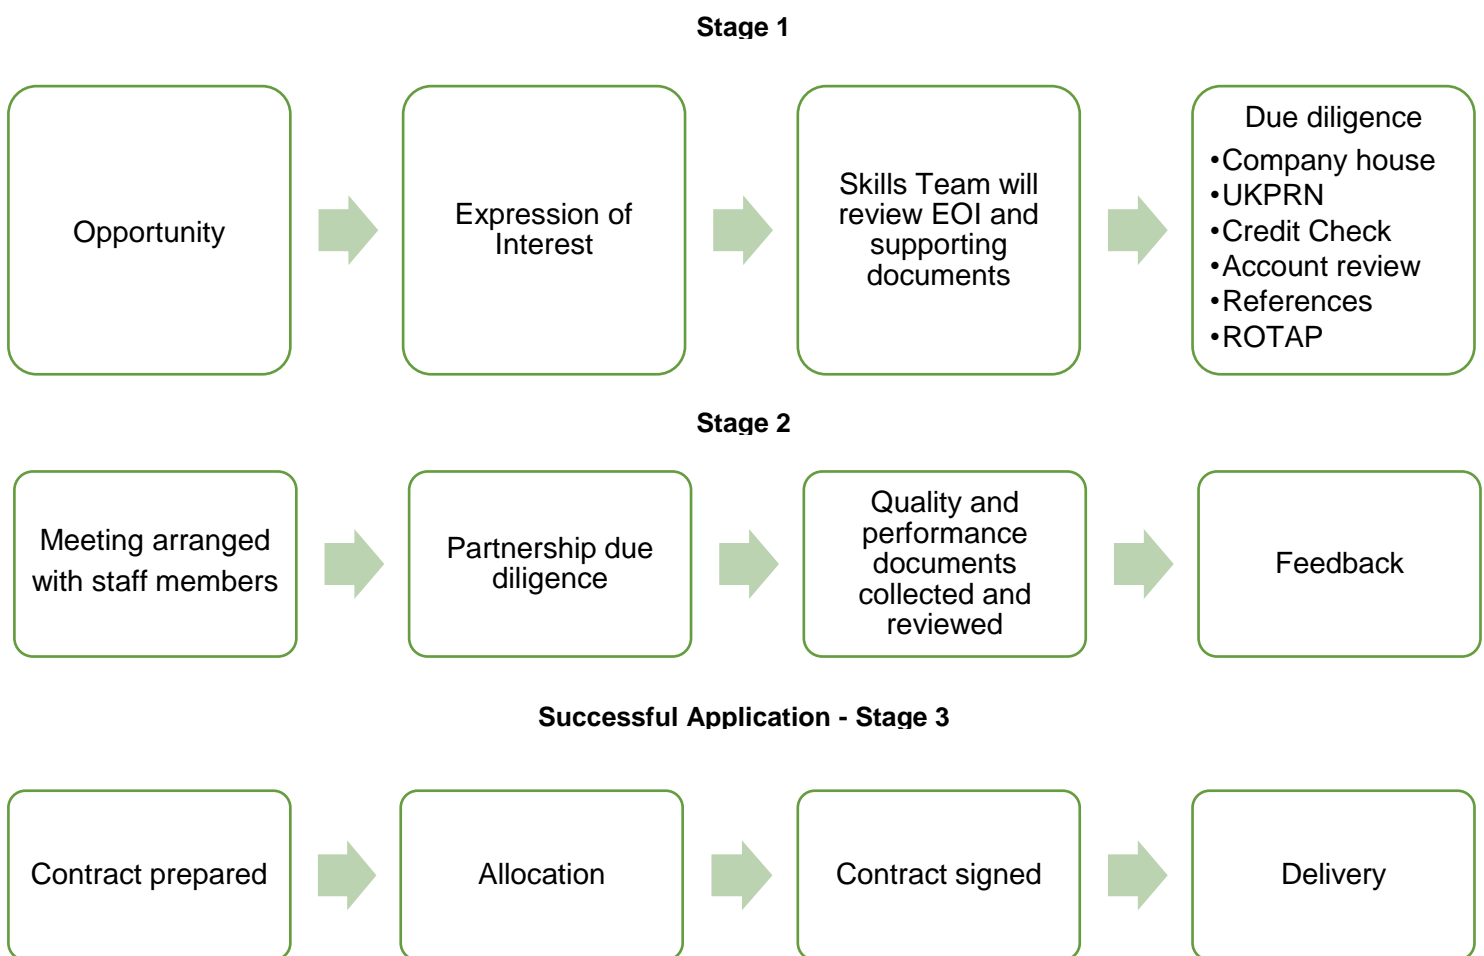 Stage 1
Opportunity
Expression of
Interest
Skills Team will
review EOI and
supporting
documents
Due diligence
•Company house
•UKPRN
•Credit Check
•Account review
•References
•ROTAP
Stage 2
Meeting arranged
with staff members
Partnership due
diligence
Quality and
performance
documents
collected and
reviewed
Feedback
Successful Application - Stage 3
Contract prepared
Allocation
Contract signed
Delivery